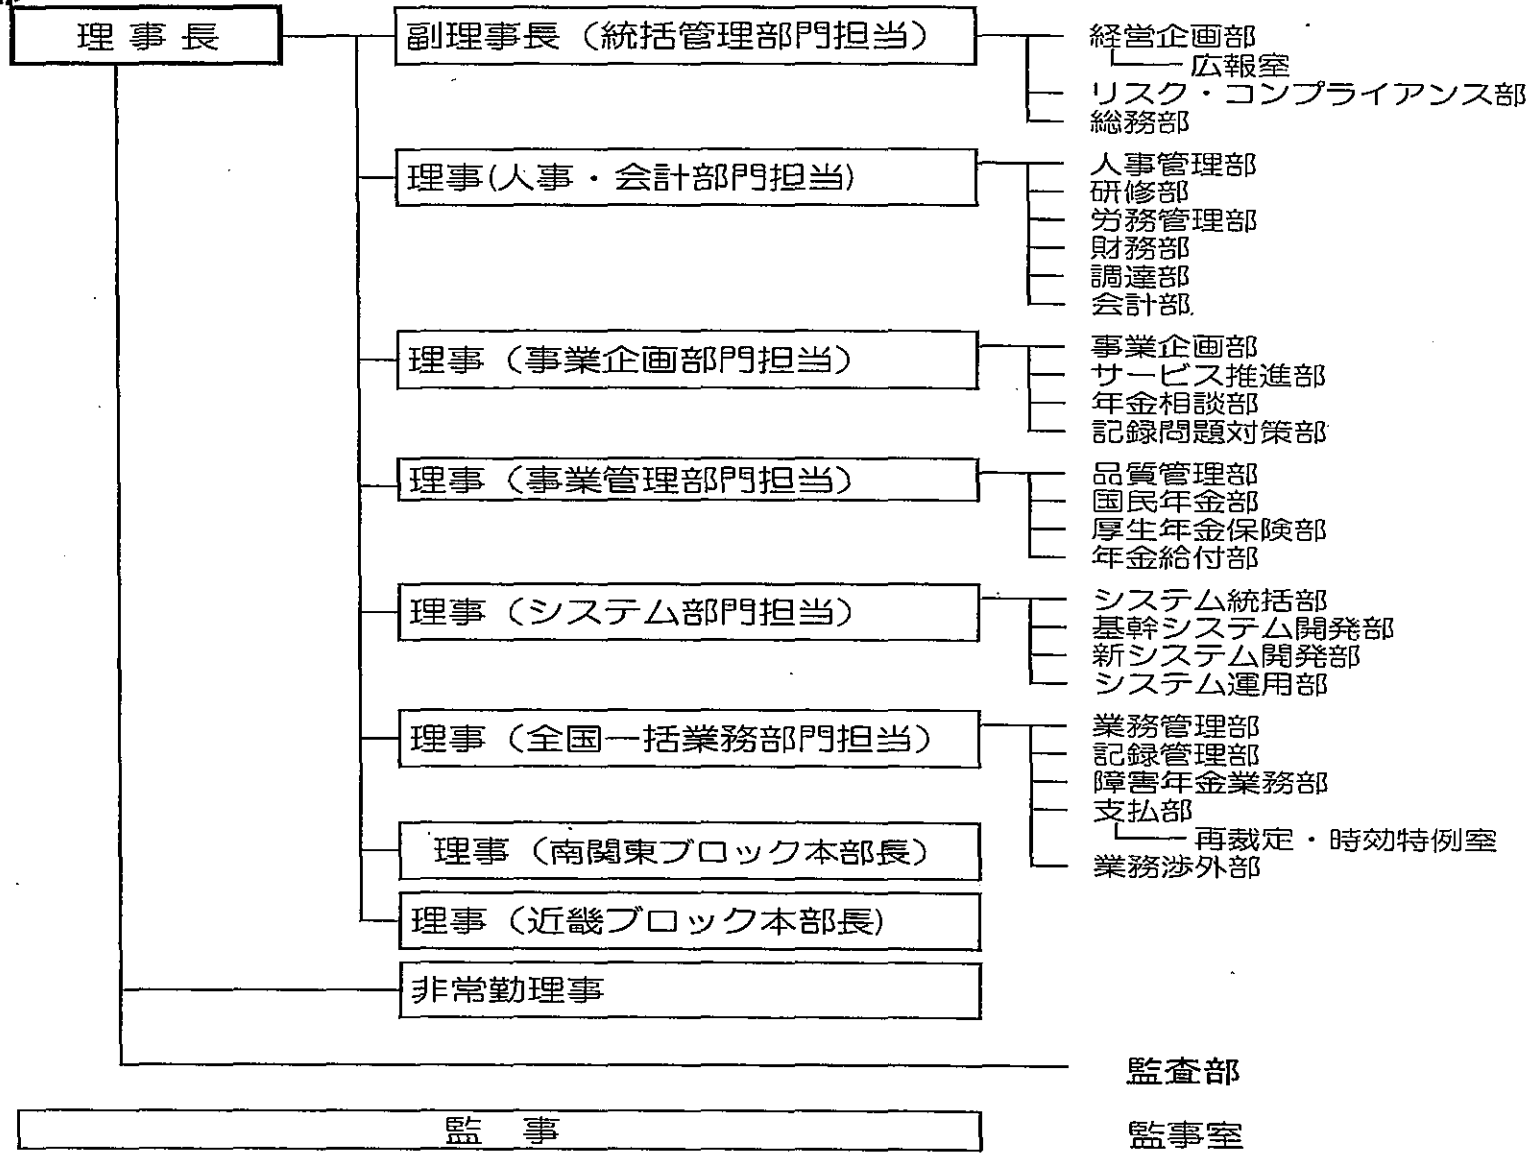 理事長
副理事長（統括管理部門担当）
経営企画部
広報室
リスク・コンプライアンス部
総務部
理事(人事・会計部門担当)
人事管理部
研修部
労務管理部
財務部
調達部
会計部
理事（事業企画部門担当）
事業企画部
サービス推進部
年金相談部
記録問題対策部
理事（事業管理部門担当）
品質管理部
国民年金部
厚生年金保険部
年金給付部
理事（システム部門担当）
システム統括部
基幹システム開発部
新システム開発部
システム運用部
理事（全国一括業務部門担当）
業務管理部
記録管理部
障害年金業務部
支払部
再裁定・時効特例室
業務渉外部
理事（南関東ブロック本部長）
理事（近畿ブロック本部長)
非常勤理事
監査部
監　事
監事室